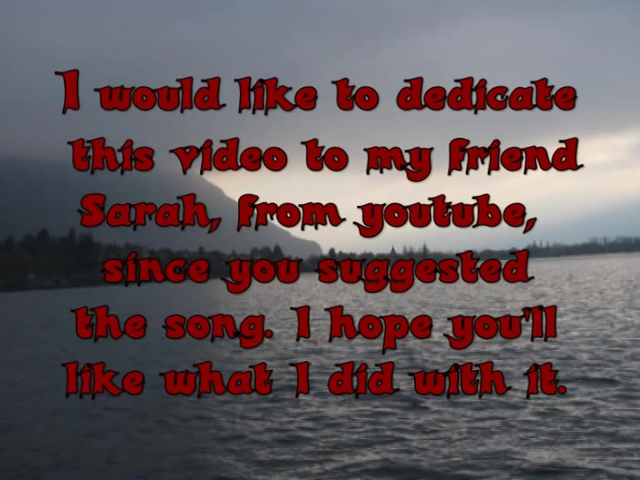 I would like to dedicate
this video to my friend
Sarah, from youtube,
since you suggested
the song. I hope you'll
like what I did with it.